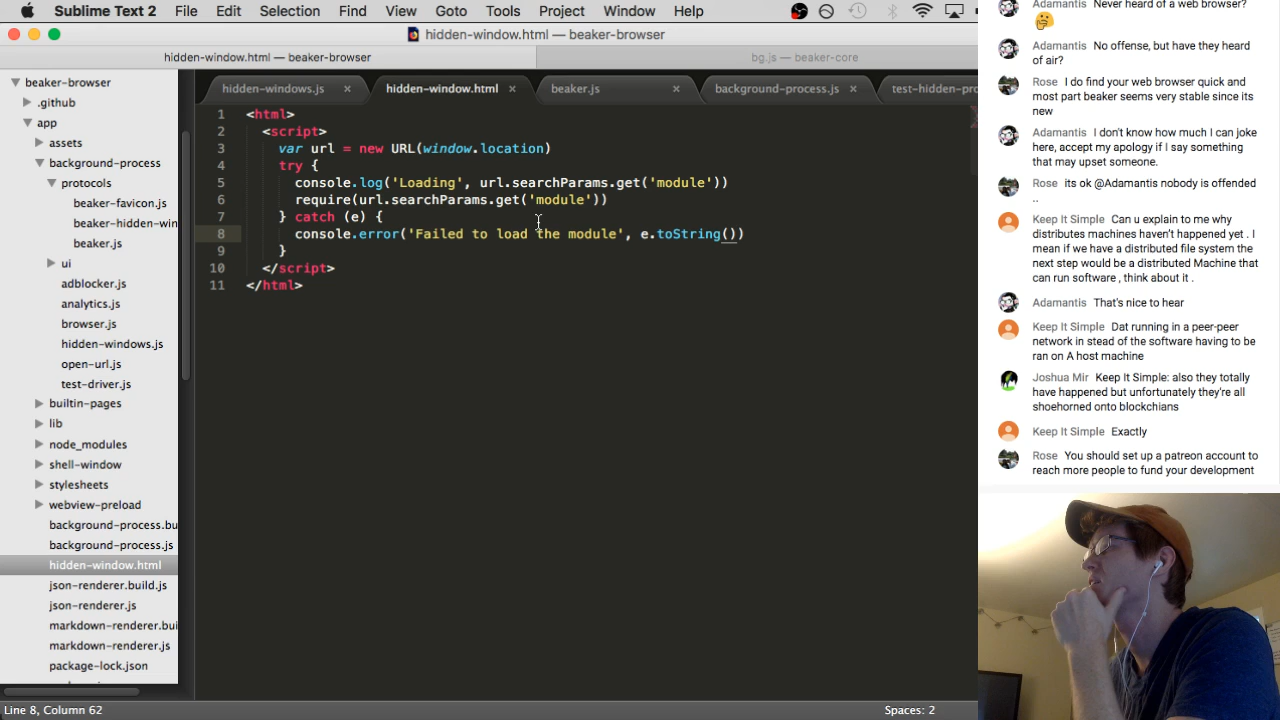 Sublime Text 2 File Edit Selection Find View Goto Tools Project Window Help
hidden-window.html — beaker-browser
hidden-window.html — beaker-browser
bg.js — beaker-core
beaker-browser
.github
app
assets
background-process
protocols
beaker-favicon.js
beaker-hidden-win
beaker.js
ui
adblocker.js
analytics.js
browser.js
hidden-windows.js
open-url.js
test-driver.js
builtin-pages
lib
node_modules
shell-window
stylesheets
webview-preload
background-process.bu
background-process.js
hidden-window.html
json-renderer.build.js
json-renderer.js
markdown-renderer.bui
markdown-renderer.js
package-lock.json
hidden-windows.js × hidden-window.html × beaker.js × background-process.js × test-hidden-pro
1 <html>
2 <script>
3 var url = new URL(window.location)
4 try {
5 console.log('Loading', url.searchParams.get('module'))
6 require(url.searchParams.get('module'))
7 } catch (e) {
8 console.error('Failed to load the module', e.toString())
9 }
10 </script>
11 </html>
Line 8, Column 62
Spaces: 2
Adamantis Never heard of a web browser?
Adamantis No offense, but have they heard
of air?
Rose I do find your web browser quick and
most part beaker seems very stable since its
new
Adamantis I don't know how much I can joke
here, accept my apology if I say something
that may upset someone.
Rose its ok @Adamantis nobody is offended
..
Keep It Simple Can u explain to me why
distributes machines haven't happened yet . I
mean if we have a distributed file system the
next step would be a distributed Machine that
can run software , think about it .
Adamantis That's nice to hear
Keep It Simple Dat running in a peer-peer
network in stead of the software having to be
ran on A host machine
Joshua Mir Keep It Simple: also they totally
have happened but unfortunately they're all
shoehorned onto blockchians
Keep It Simple Exactly
Rose You should set up a patreon account to
reach more people to fund your development